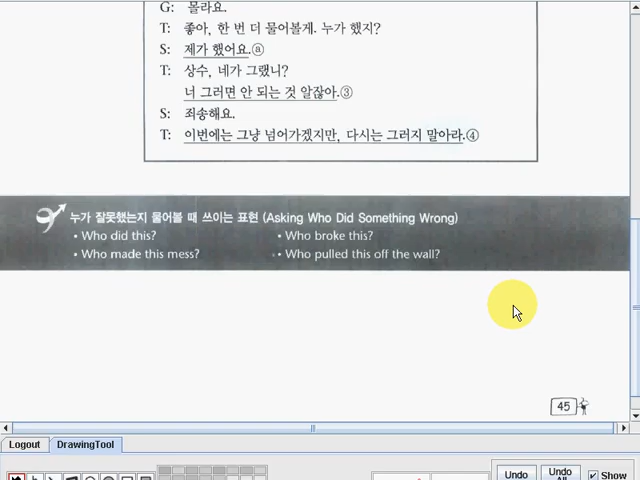 G: 몰라요.
T: 좋아, 한 번 더 물어볼게. 누가 했지?
S: 제가 했어요.ⓐ
T: 상수, 네가 그랬니?
너 그러면 안 되는 것 알잖아.③
S: 죄송해요.
T: 이번에는 그냥 넘어가겠지만, 다시는 그러지 말아라.④
누가 잘못했는지 물어볼 때 쓰이는 표현 (Asking Who Did Something Wrong)
• Who did this? • Who broke this?
• Who made this mess? • Who pulled this off the wall?
45
Logout DrawingTool
Undo Undo All Show